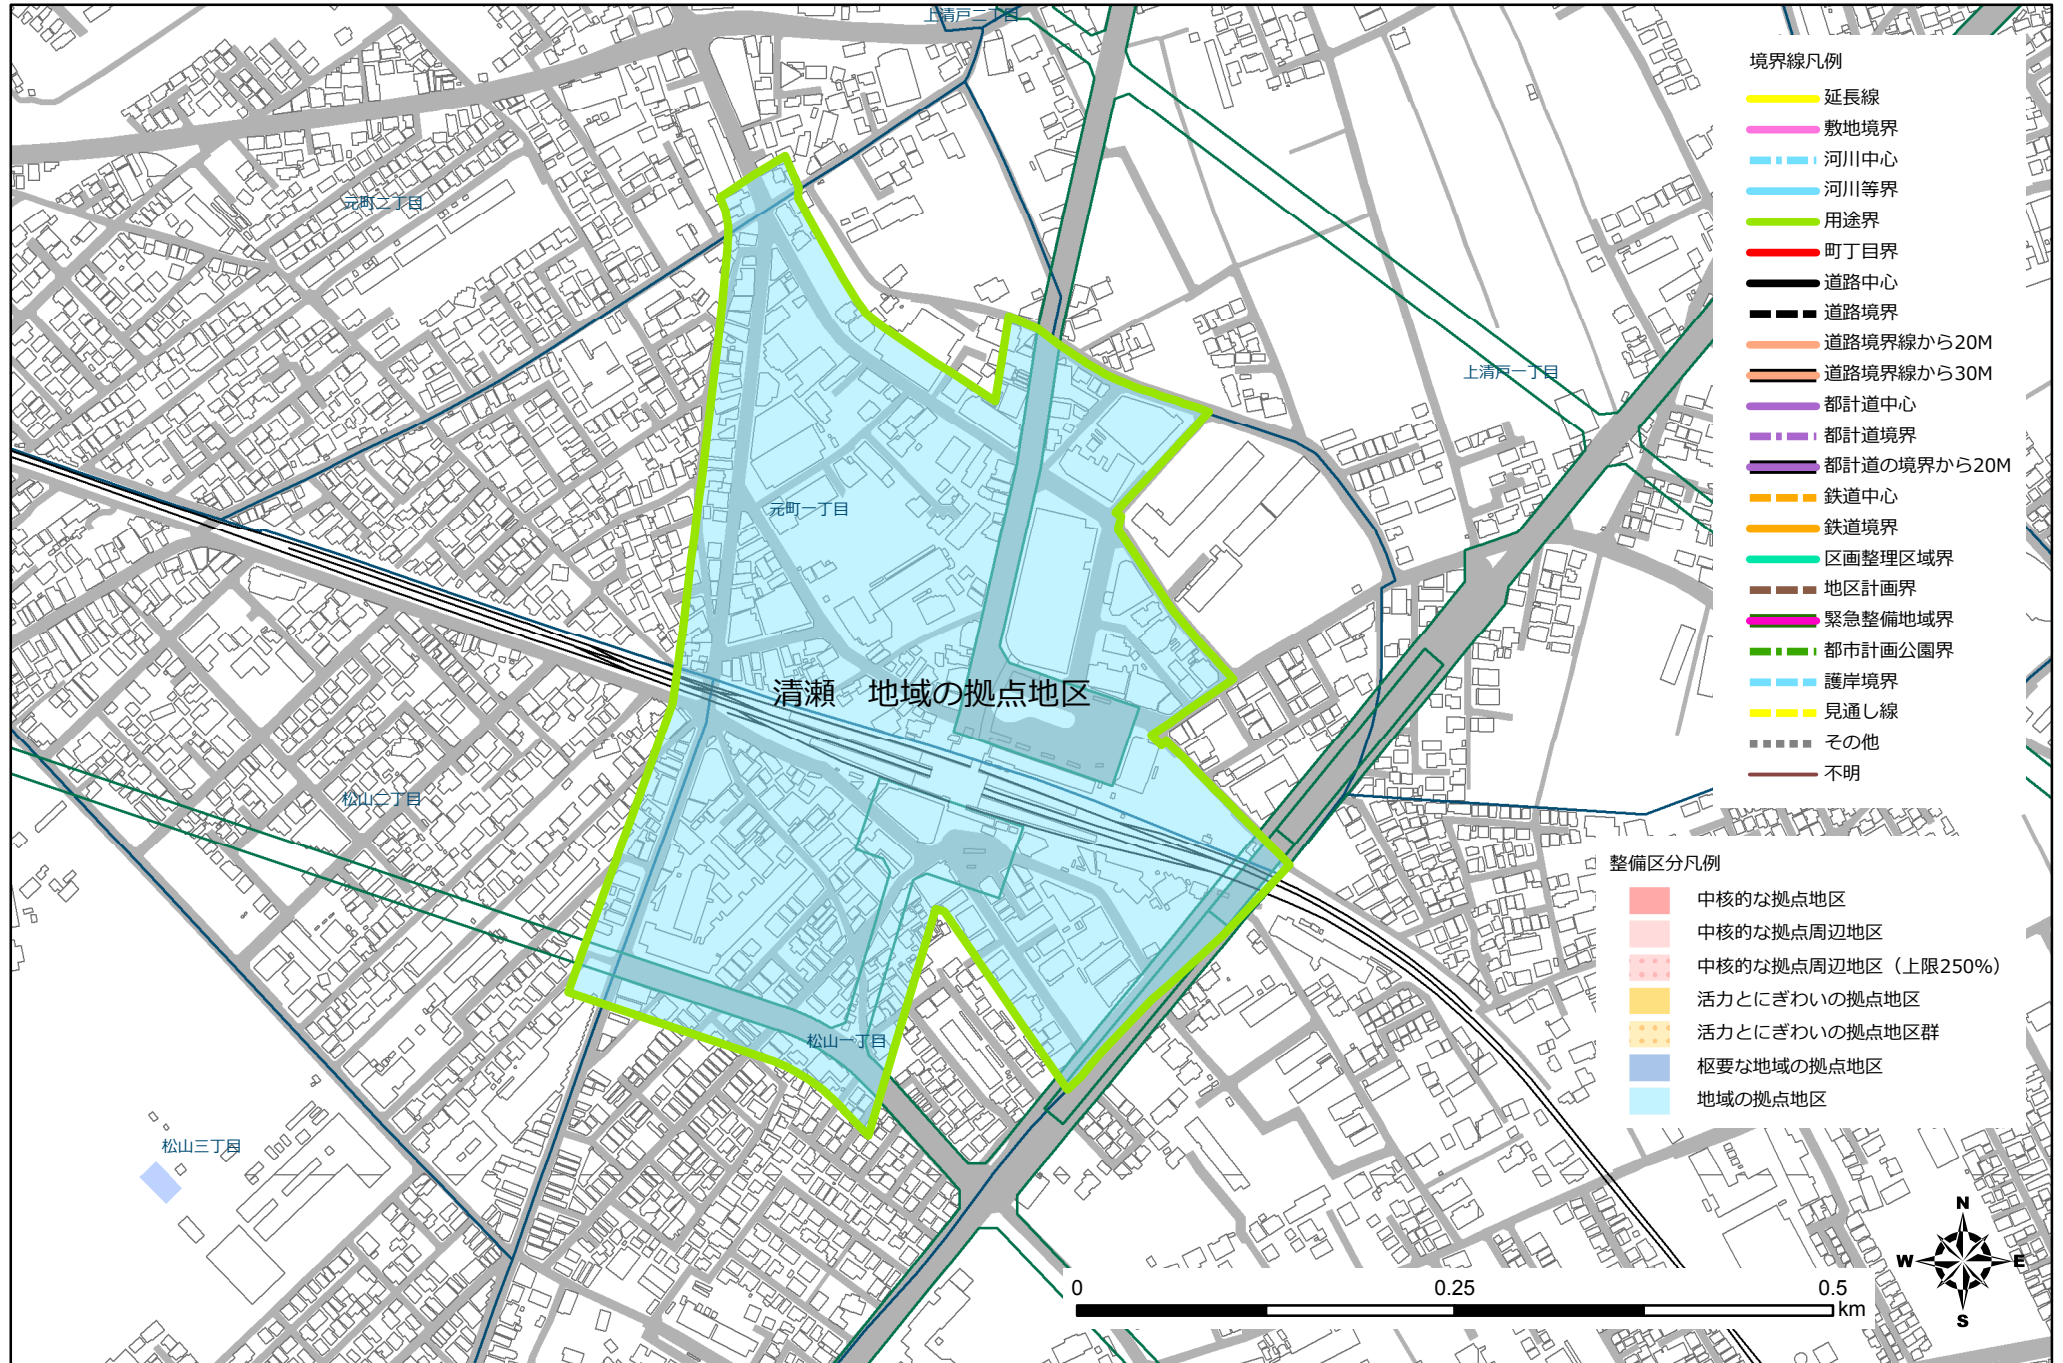 上清戸二丁目
元町二丁目
上清戸一丁目
元町一丁目
清瀬　地域の拠点地区
松山二丁目
松山一丁目
松山三丁目
境界線凡例
延長線
敷地境界
河川中心
河川等界
用途界
町丁目界
道路中心
道路境界
道路境界線から20M
道路境界線から30M
都計道中心
都計道境界
都計道の境界から20M
鉄道中心
鉄道境界
区画整理区域界
地区計画界
緊急整備地域界
都市計画公園界
護岸境界
見通し線
その他
不明
整備区分凡例
中核的な拠点地区
中核的な拠点周辺地区
中核的な拠点周辺地区（上限250%）
活力とにぎわいの拠点地区
活力とにぎわいの拠点地区群
枢要な地域の拠点地区
地域の拠点地区
N
W E
S
0 0.25 0.5
km